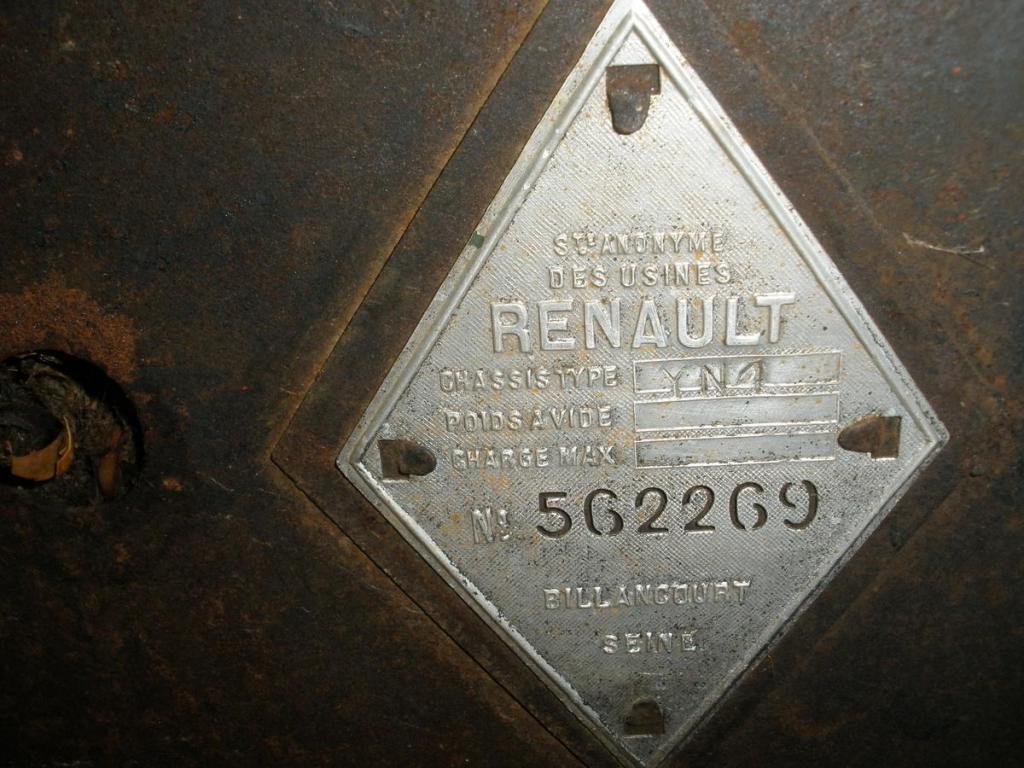 STÉ ANONYME
DES USINES
RENAULT
CHASSIS TYPE YN4
POIDS A VIDE
CHARGE MAX
No 562269
BILLANCOURT
SEINE